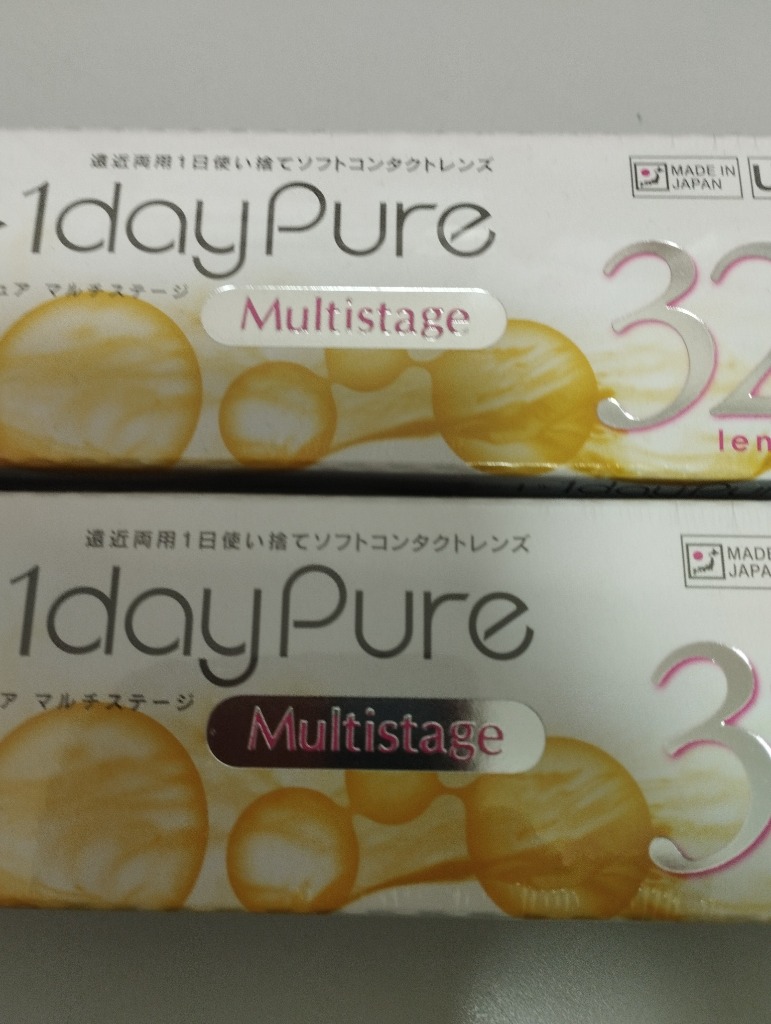 遠近両用1日使い捨てソフトコンタクトレンズ
MADE IN
JAPAN
1dayPure
ュア マルチステージ
Multistage
32
len
遠近両用1日使い捨てソフトコンタクトレンズ
MADE
JAPA
1dayPure
ア マルチステージ
Multistage
3